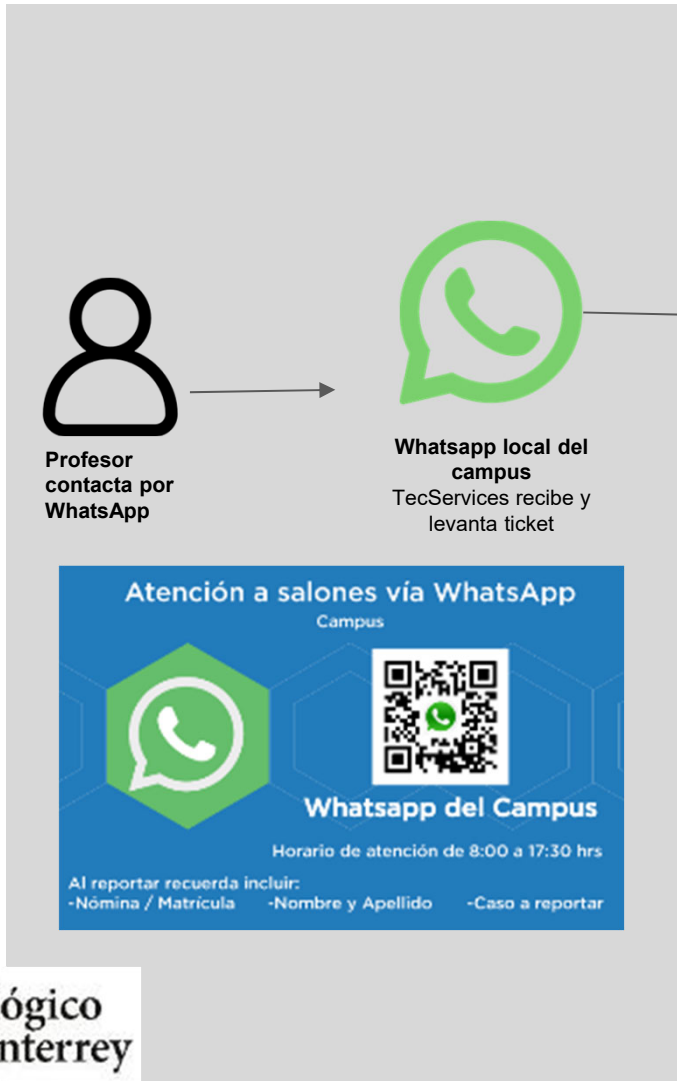 Profesor
contacta por
WhatsApp
Whatsapp local del
campus
TecServices recibe y
levanta ticket
Atención a salones vía WhatsApp
Campus
Whatsapp del Campus
Horario de atención de 8:00 a 17:30 hrs
Al reportar recuerda incluir:
-Nómina / Matrícula -Nombre y Apellido -Caso a reportar
ógico
nterrey